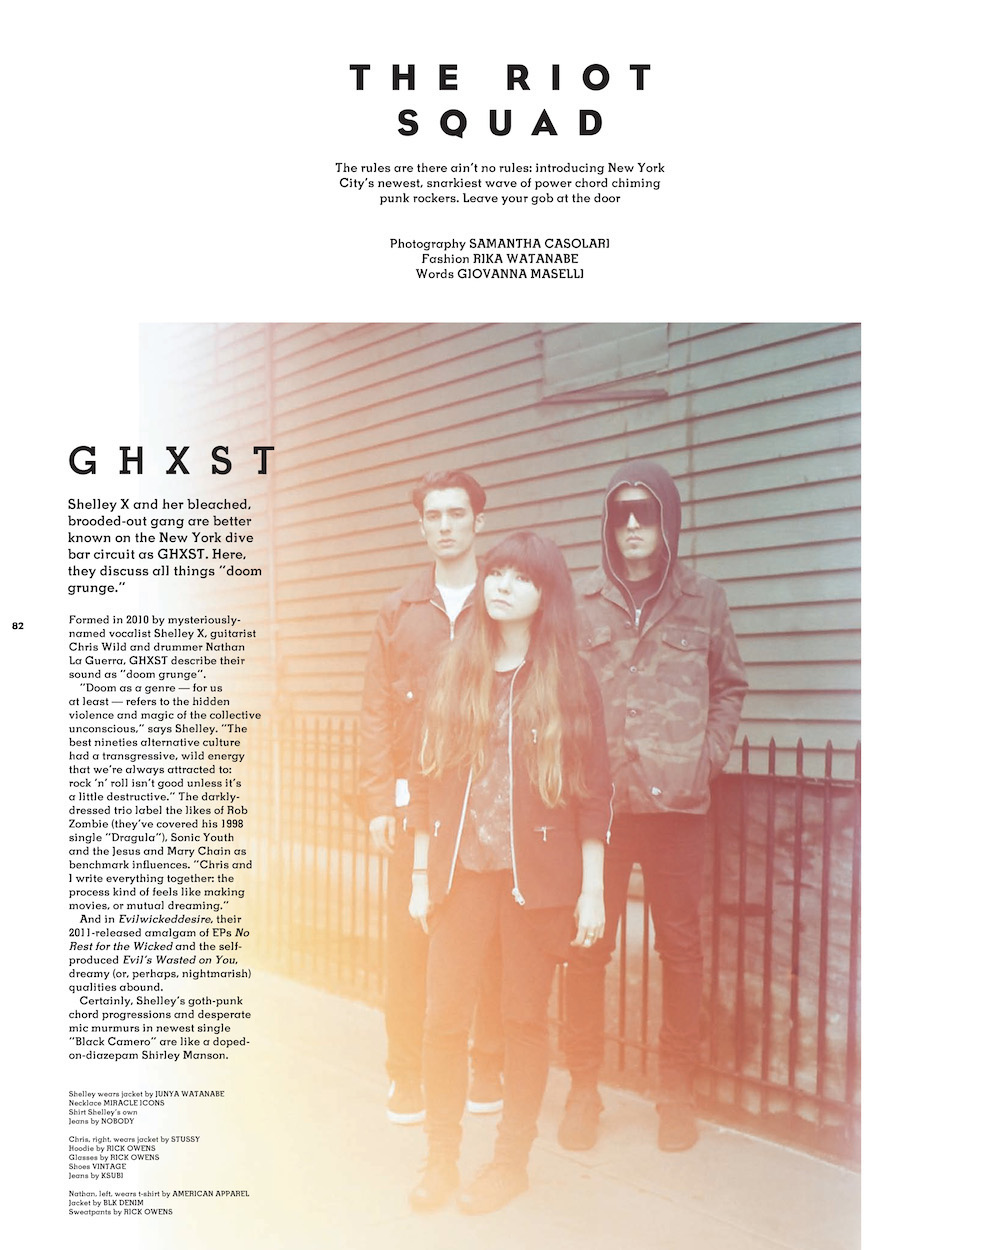 THE RIOT
SQUAD
The rules are there ain't no rules: introducing New York
City's newest, snarkiest wave of power chord chiming
punk rockers. Leave your gob at the door
Photography SAMANTHA CASOLARI
Fashion RIKA WATANABE
Words GIOVANNA MASELLI
GHXST
Shelley X and her bleached,
brooded-out gang are better
known on the New York dive
bar circuit as GHXST. Here,
they discuss all things "doom
grunge."
82
Formed in 2010 by mysteriously-
named vocalist Shelley X, guitarist
Chris Wild and drummer Nathan
La Guerra, GHXST describe their
sound as "doom grunge".
"Doom as a genre — for us
at least — refers to the hidden
violence and magic of the collective
unconscious," says Shelley. "The
best nineties alternative culture
had a transgressive, wild energy
that we're always attracted to:
rock 'n' roll isn't good unless it's
a little destructive." The darkly-
dressed trio label the likes of Rob
Zombie (they've covered his 1998
single "Dragula"), Sonic Youth
and the Jesus and Mary Chain as
benchmark influences. "Chris and
I write everything together: the
process kind of feels like making
movies, or mutual dreaming."
And in Evilwickeddesire, their
2011-released amalgam of EPs No
Rest for the Wicked and the self-
produced Evil's Wasted on You,
dreamy (or, perhaps, nightmarish)
qualities abound.
Certainly, Shelley's goth-punk
chord progressions and desperate
mic murmurs in newest single
"Black Camero" are like a doped-
on-diazepam Shirley Manson.
Shelley wears jacket by JUNYA WATANABE
Necklace MIRACLE ICONS
Shirt Shelley's own
Jeans by NOBODY
Chris, right, wears jacket by STUSSY
Hoodie by RICK OWENS
Glasses by RICK OWENS
Shoes VINTAGE
Jeans by KSUBI
Nathan, left, wears t-shirt by AMERICAN APPAREL
Jacket by BLK DENIM
Sweatpants by RICK OWENS